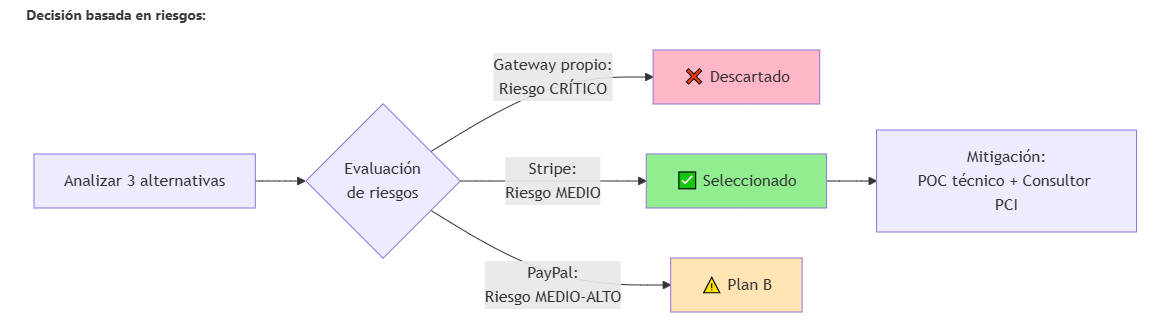 Decisión basada en riesgos:
Analizar 3 alternativas
Evaluación
de riesgos
Gateway propio:
Riesgo CRÍTICO
❌ Descartado
Stripe:
Riesgo MEDIO
✅ Seleccionado
Mitigación:
POC técnico + Consultor
PCI
PayPal:
Riesgo MEDIO-ALTO
⚠️ Plan B